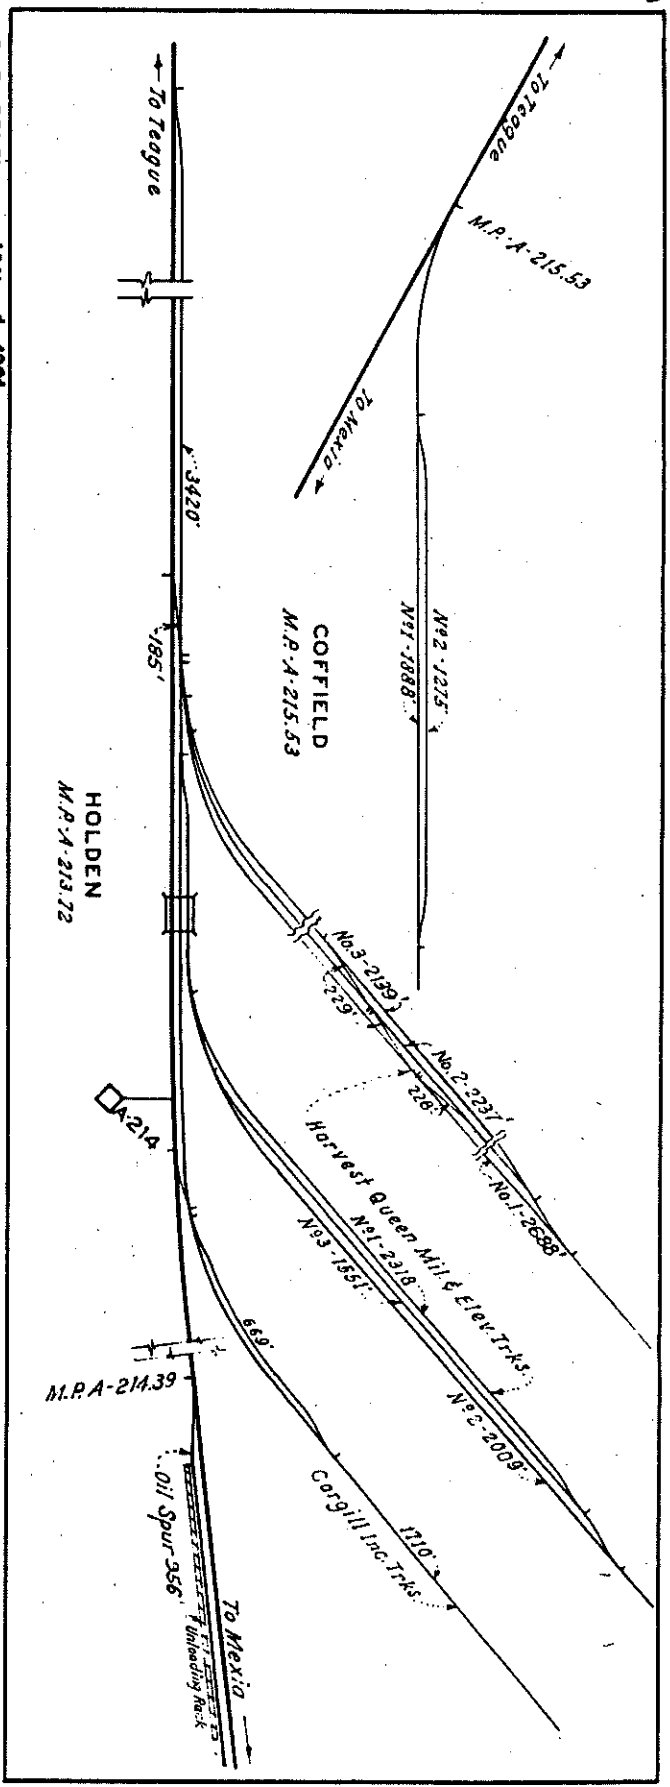 To Teague
M.P.-A-215.53
To Mexia
Nº2-1275'
Nº1-1888'
COFFIELD
M.P.-A-215.53
To Teague
3420'
185'
HOLDEN
M.P.A-213.72
No.3-2139'
229'
No.2-2237'
228'
No.1-2688'
Harvest Queen Mil. & Elev. Trks.
Nº1-2318
Nº3-1551'
Nº2-2009'
A-214
669'
1710'
Cargill Inc. Trks.
M.P.A-214.39
Oil Spur-356'
Unloading Rack
To Mexia